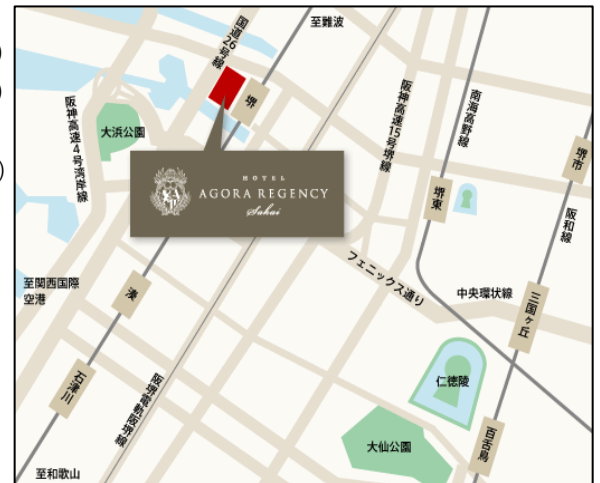 至難波
国道26号線
堺
大浜公園
阪神高速4号湾岸線
阪神高速15号堺線
南海高野線
堺市
堺東
阪和線
HOTEL
AGORA REGENCY
Sakai
フェニックス通り
中央環状線
三国ヶ丘
至関西国際
空港
湊
石津川
阪堺電軌阪堺線
仁徳陵
百舌鳥
大仙公園
至和歌山